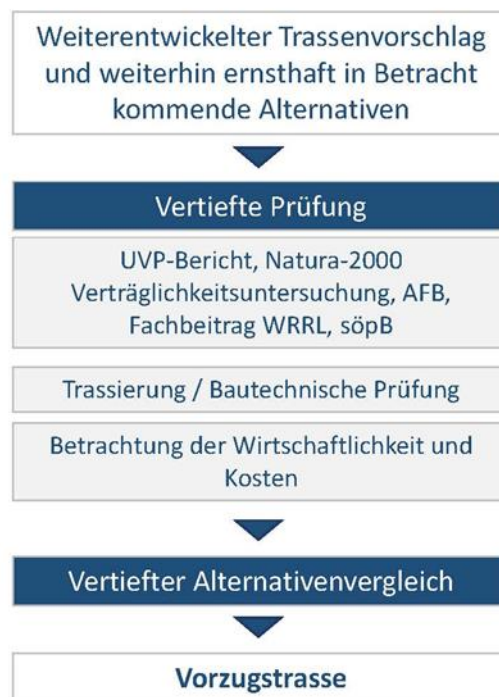 Weiterentwickelter Trassenvorschlag
und weiterhin ernsthaft in Betracht
kommende Alternativen
Vertiefte Prüfung
UVP-Bericht, Natura-2000
Verträglichkeitsuntersuchung, AFB,
Fachbeitrag WRRL, söpB
Trassierung / Bautechnische Prüfung
Betrachtung der Wirtschaftlichkeit und
Kosten
Vertiefter Alternativenvergleich
Vorzugstrasse